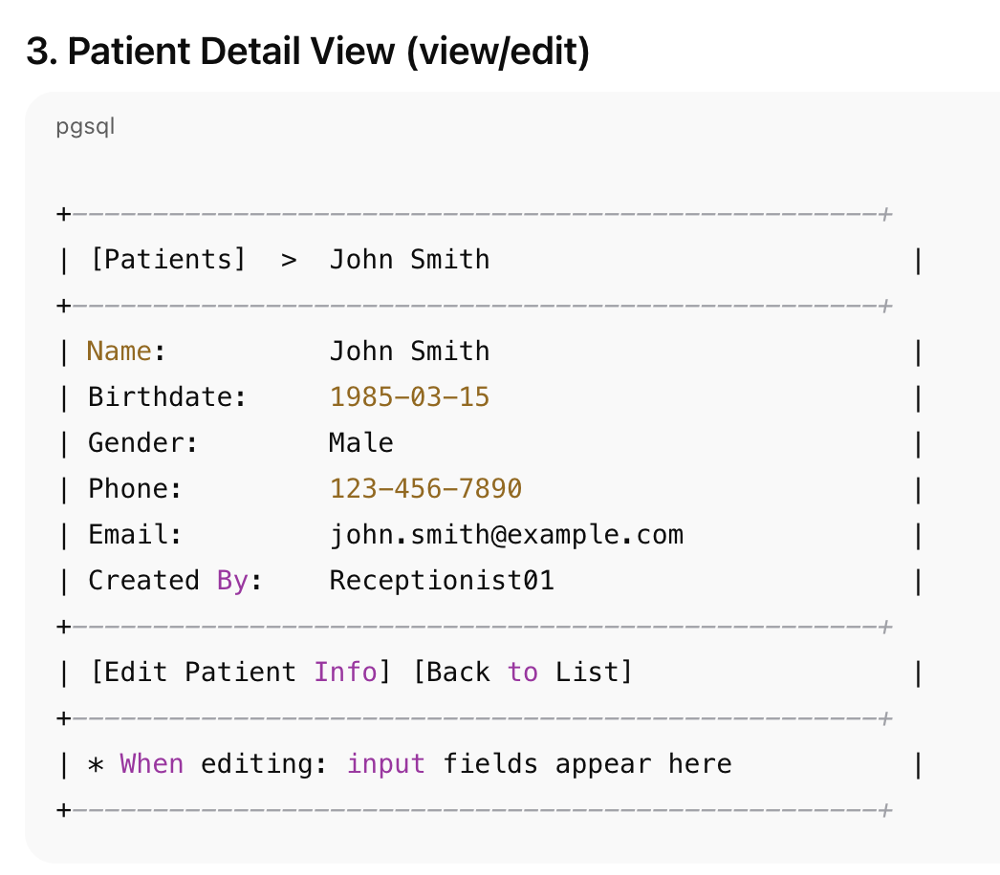 3. Patient Detail View (view/edit)
pgsql
+---------------------------------------------------+
| [Patients]  >  John Smith                          |
+---------------------------------------------------+
| Name:          John Smith                          |
| Birthdate:     1985-03-15                          |
| Gender:        Male                                |
| Phone:         123-456-7890                        |
| Email:         john.smith@example.com              |
| Created By:    Receptionist01                      |
+---------------------------------------------------+
| [Edit Patient Info] [Back to List]                 |
+---------------------------------------------------+
| * When editing: input fields appear here           |
+---------------------------------------------------+